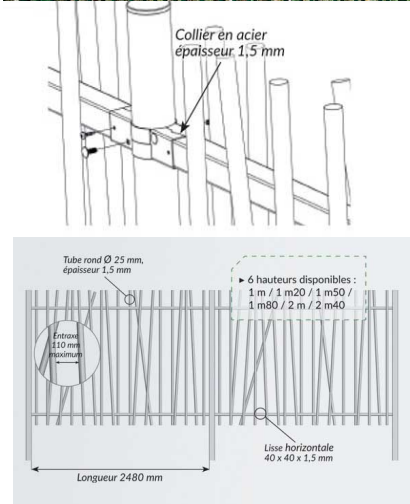 Collier en acier
épaisseur 1,5 mm
Tube rond Ø 25 mm,
épaisseur 1,5 mm
▸ 6 hauteurs disponibles :
1 m / 1 m20 / 1 m50 /
1 m80 / 2 m / 2 m40
Entraxe
110 mm
maximum
Lisse horizontale
40 x 40 x 1,5 mm
Longueur 2480 mm